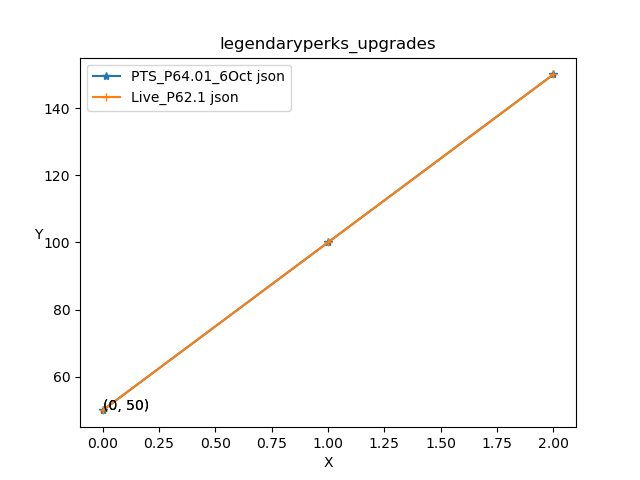 legendaryperks_upgrades
PTS_P64.01_6Oct json
Live_P62.1 json
140
120
Y
100
80
60
(0, 50)
0.00 0.25 0.50 0.75 1.00 1.25 1.50 1.75 2.00
X